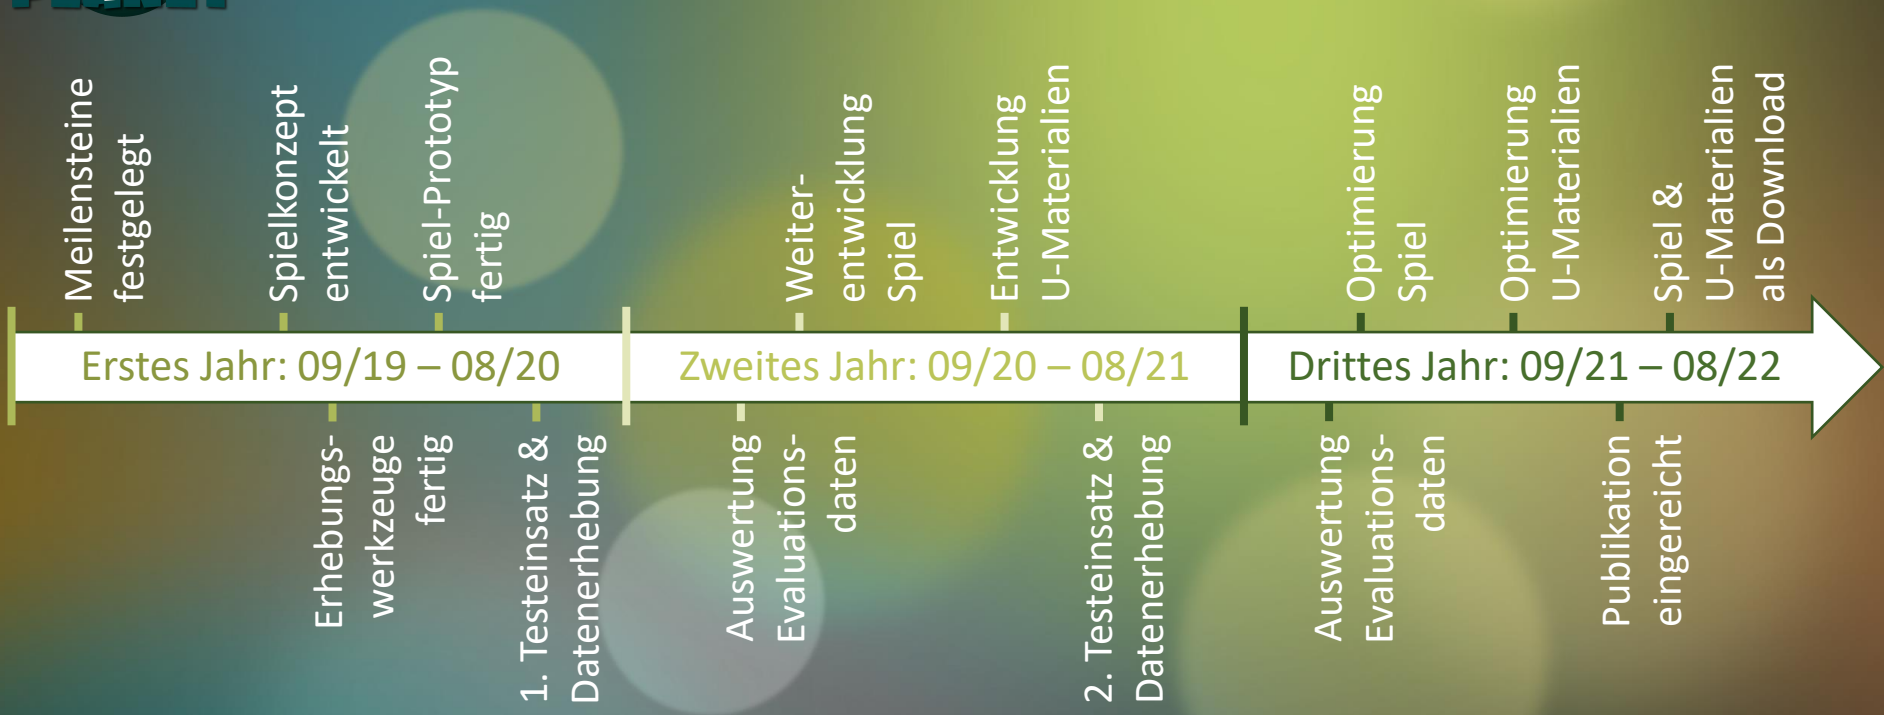 Meilensteine
festgelegt
Spielkonzept
entwickelt
Spiel-Prototyp
fertig
Weiter-
entwicklung
Spiel
Entwicklung
U-Materialien
Optimierung
Spiel
Optimierung
U-Materialien
Spiel &
U-Materialien
als Download
Erstes Jahr: 09/19 – 08/20
Zweites Jahr: 09/20 – 08/21
Drittes Jahr: 09/21 – 08/22
Erhebungs-
werkzeuge
fertig
1. Testeinsatz &
Datenerhebung
Auswertung
Evaluations-
daten
2. Testeinsatz &
Datenerhebung
Auswertung
Evaluations-
daten
Publikation
eingereicht